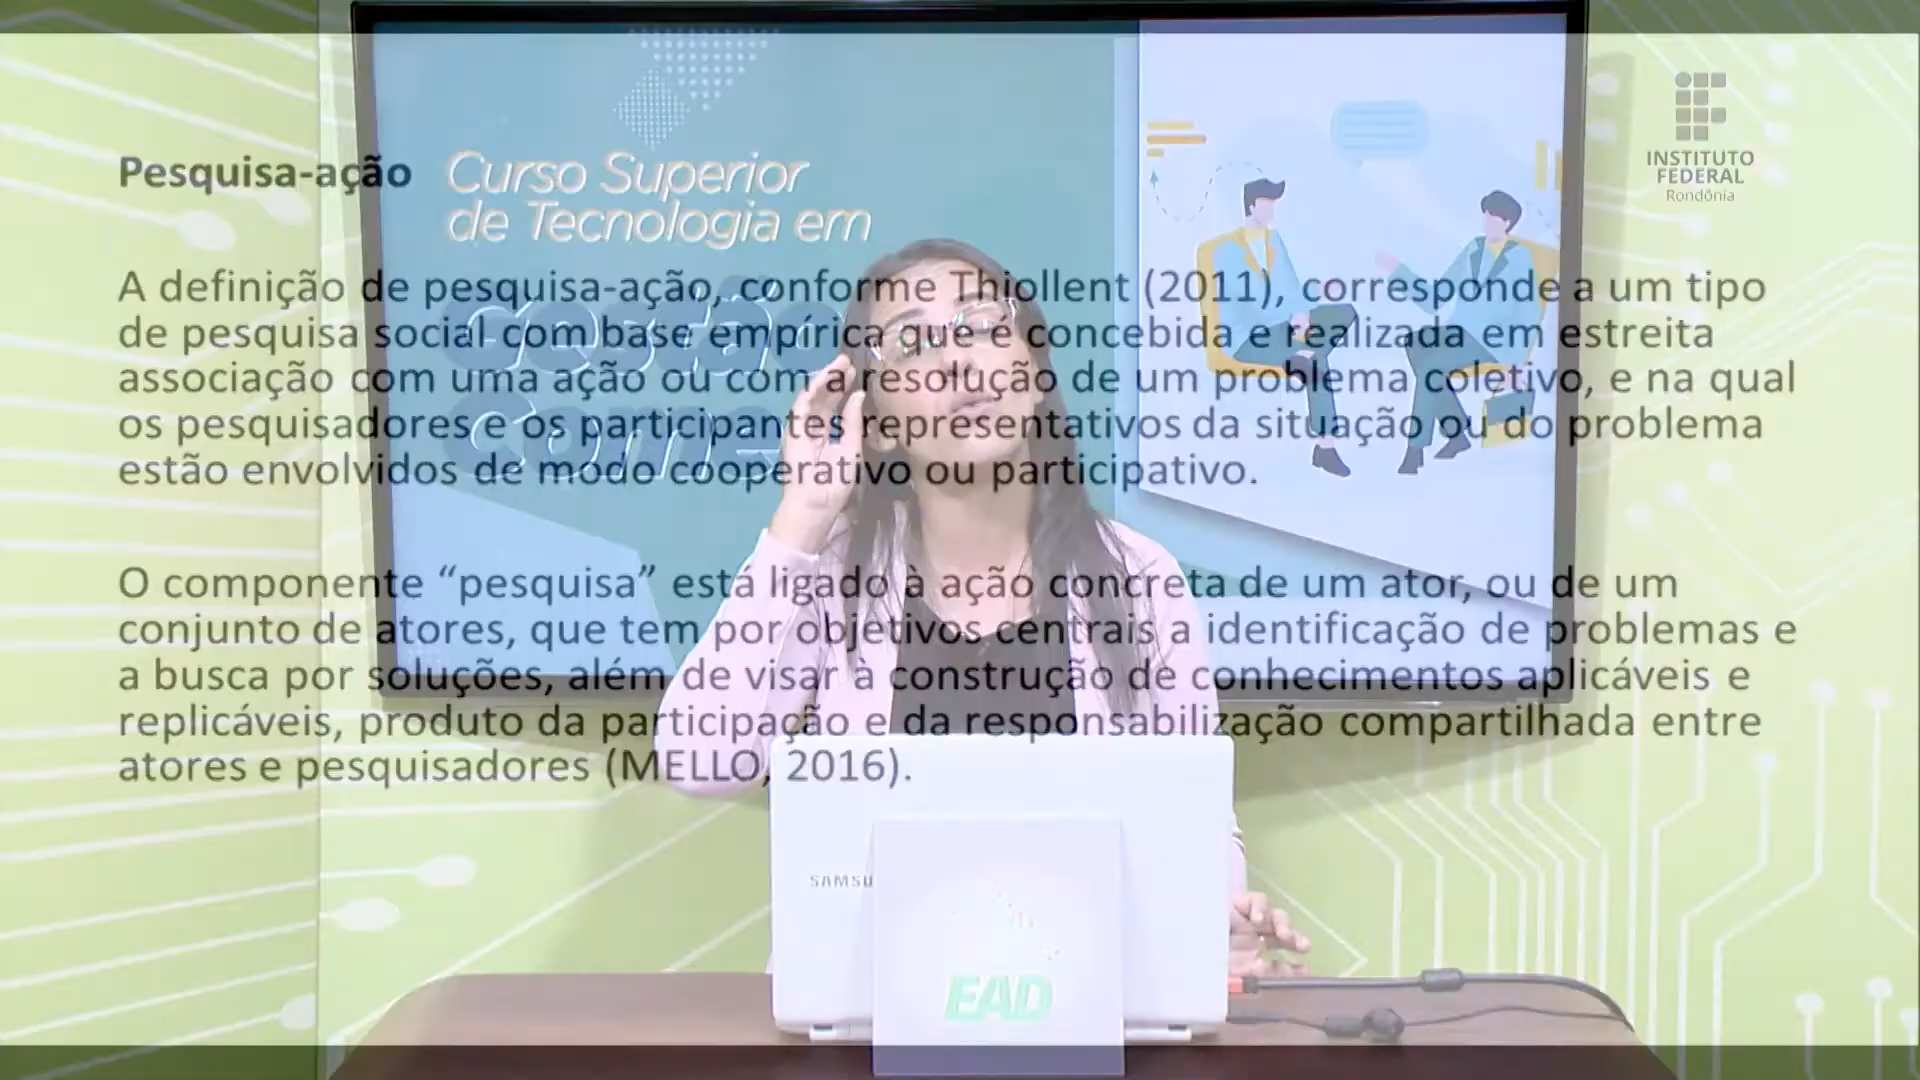 INSTITUTO
FEDERAL
Rondônia
Pesquisa-ação
Curso Superior
de Tecnologia em
Gestão
Come
A definição de pesquisa-ação, conforme Thiollent (2011), corresponde a um tipo
de pesquisa social com base empírica que é concebida e realizada em estreita
associação com uma ação ou com a resolução de um problema coletivo, e na qual
os pesquisadores e os participantes representativos da situação ou do problema
estão envolvidos de modo cooperativo ou participativo.
O componente “pesquisa” está ligado à ação concreta de um ator, ou de um
conjunto de atores, que tem por objetivos centrais a identificação de problemas e
a busca por soluções, além de visar à construção de conhecimentos aplicáveis e
replicáveis, produto da participação e da responsabilização compartilhada entre
atores e pesquisadores (MELLO, 2016).
SAMSU
EAD